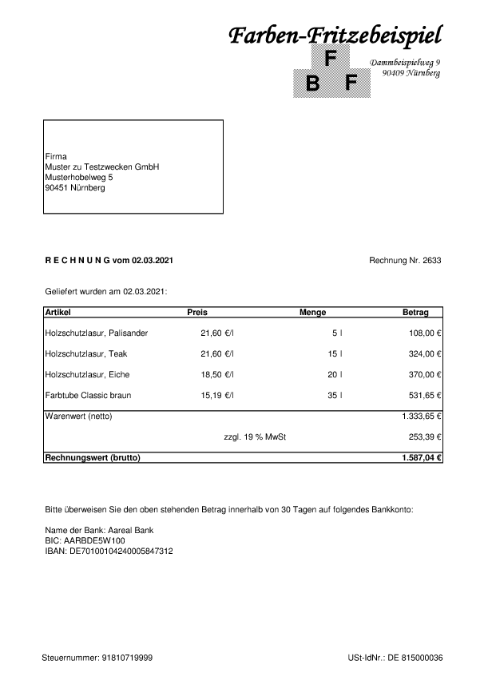 Farben-Fritzebeispiel
F
B F
Dammbeispielweg 9
90409 Nürnberg
Firma
Muster zu Testzwecken GmbH
Musterhobelweg 5
90451 Nürnberg
R E C H N U N G vom 02.03.2021 Rechnung Nr. 2633
Geliefert wurden am 02.03.2021:
Artikel Preis Menge Betrag
Holzschutzlasur, Palisander 21,60 €/l 5 l 108,00 €
Holzschutzlasur, Teak 21,60 €/l 15 l 324,00 €
Holzschutzlasur, Eiche 18,50 €/l 20 l 370,00 €
Farbtube Classic braun 15,19 €/l 35 l 531,65 €
Warenwert (netto) 1.333,65 €
zzgl. 19 % MwSt 253,39 €
Rechnungswert (brutto) 1.587,04 €
Bitte überweisen Sie den oben stehenden Betrag innerhalb von 30 Tagen auf folgendes Bankkonto:
Name der Bank: Aareal Bank
BIC: AARBDE5W100
IBAN: DE70100104240005847312
Steuernummer: 91810719999 USt-IdNr.: DE 815000036